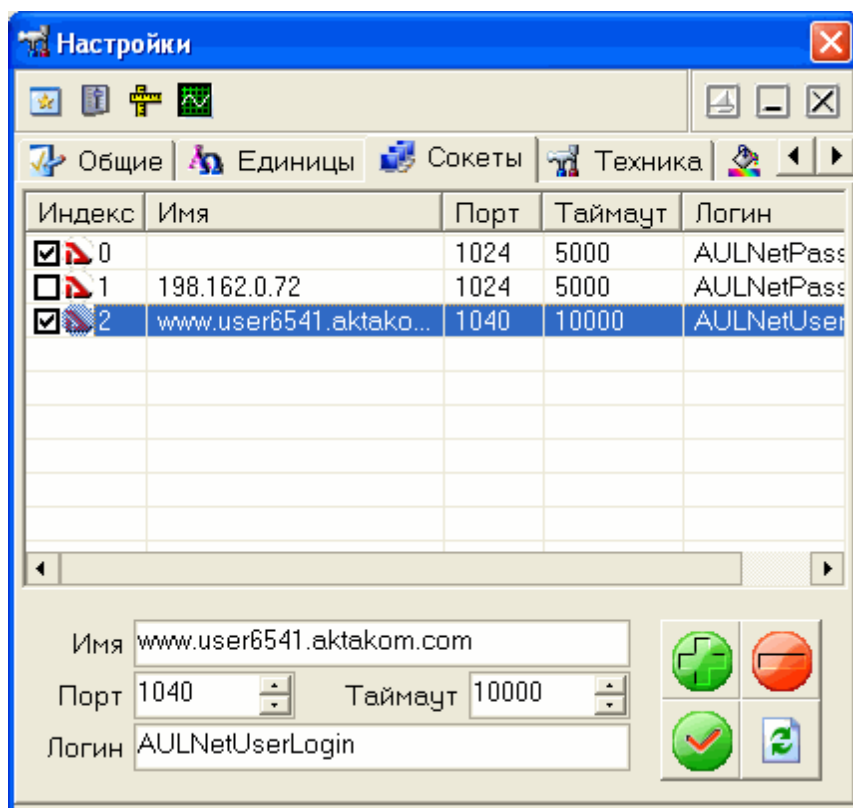 Настройки
Общие Единицы Сокеты Техника
Индекс Имя Порт Таймаут Логин
0 1024 5000 AULNetPass
1 198.162.0.72 1024 5000 AULNetPass
2 www.user6541.aktako... 1040 10000 AULNetUser
Имя www.user6541.aktakom.com
Порт 1040 Таймаут 10000
Логин AULNetUserLogin